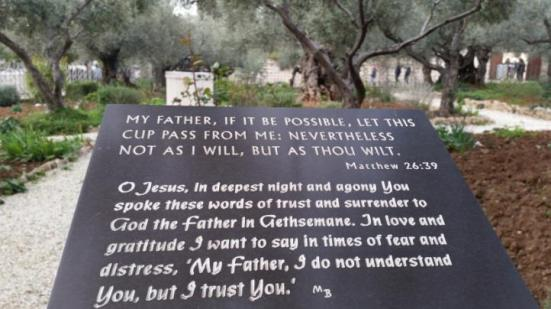 MY FATHER, IF IT BE POSSIBLE, LET THIS
CUP PASS FROM ME: NEVERTHELESS
NOT AS I WILL, BUT AS THOU WILT.
Matthew 26:39
O Jesus, in deepest night and agony You
spoke these words of trust and surrender to
God the Father in Gethsemane. In love and
gratitude I want to say in times of fear and
distress, 'My Father, I do not understand
You, but I trust You.' MB